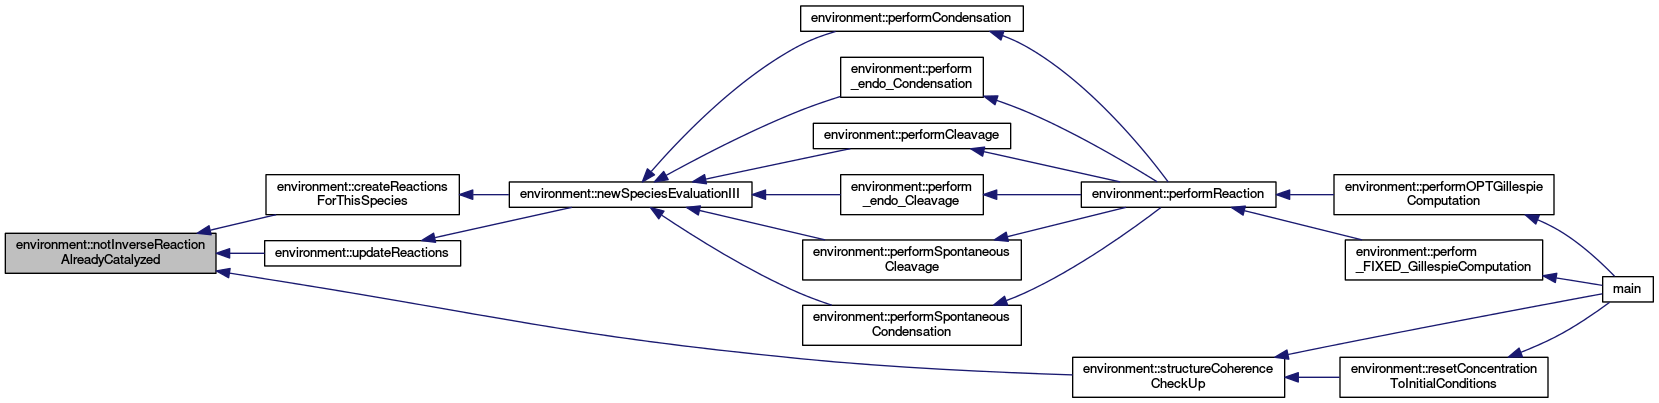 environment::performCondensation
environment::perform
_endo_Condensation
environment::performCleavage
environment::createReactions
ForThisSpecies
environment::newSpeciesEvaluationIII
environment::perform
_endo_Cleavage
environment::performReaction
environment::performOPTGillespie
Computation
environment::notInverseReaction
AlreadyCatalyzed
environment::updateReactions
environment::performSpontaneous
Cleavage
environment::perform
_FIXED_GillespieComputation
main
environment::performSpontaneous
Condensation
environment::structureCoherence
CheckUp
environment::resetConcentration
ToInitialConditions